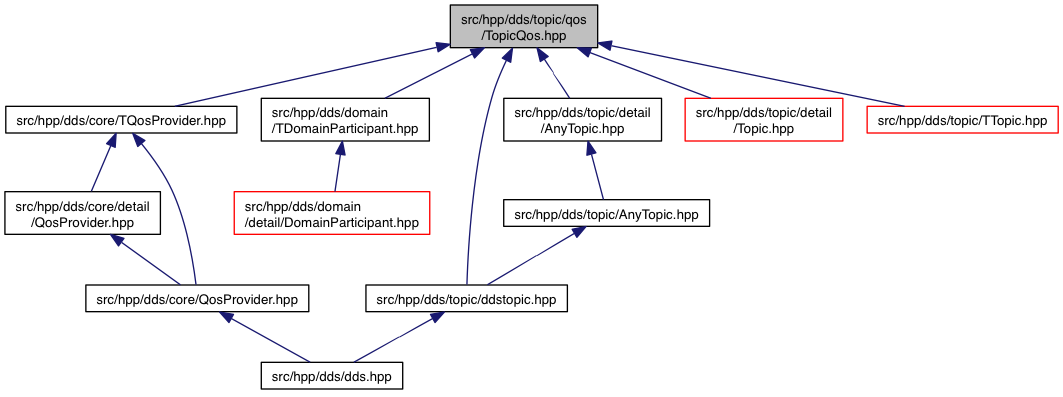 src/hpp/dds/topic/qos
/TopicQos.hpp
src/hpp/dds/core/TQosProvider.hpp
src/hpp/dds/domain
/TDomainParticipant.hpp
src/hpp/dds/topic/detail
/AnyTopic.hpp
src/hpp/dds/topic/detail
/Topic.hpp
src/hpp/dds/topic/TTopic.hpp
src/hpp/dds/core/detail
/QosProvider.hpp
src/hpp/dds/domain
/detail/DomainParticipant.hpp
src/hpp/dds/topic/AnyTopic.hpp
src/hpp/dds/core/QosProvider.hpp
src/hpp/dds/topic/ddstopic.hpp
src/hpp/dds/dds.hpp